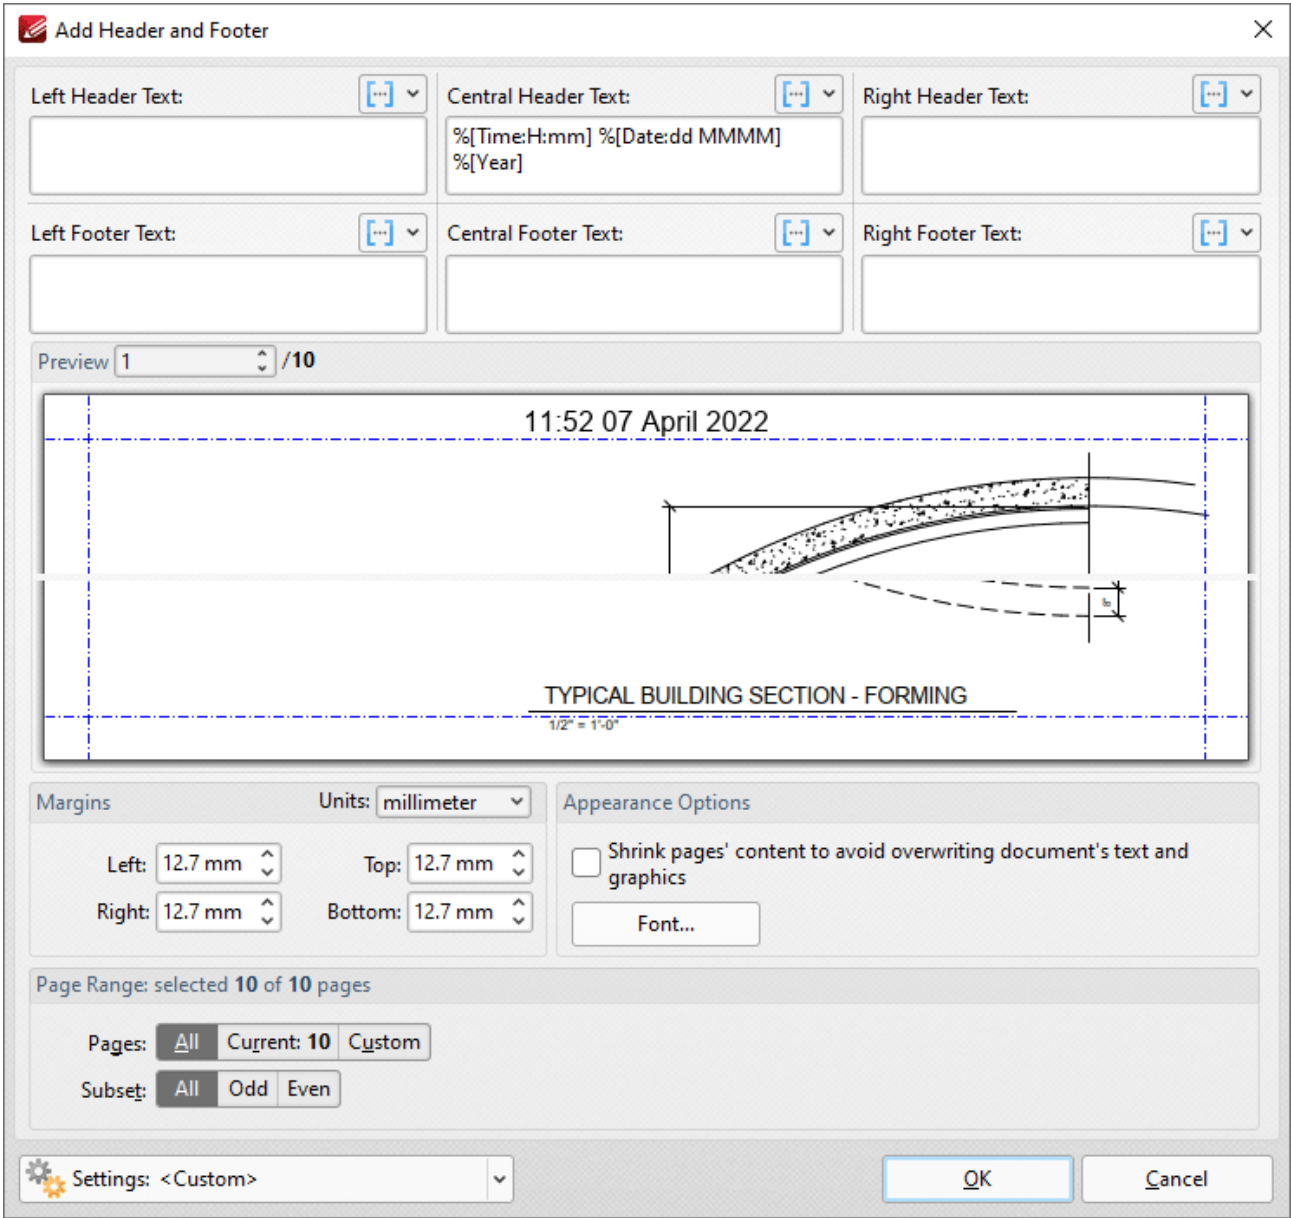 Add Header and Footer
Left Header Text:
Central Header Text:
Right Header Text:
%[Time:H:mm] %[Date:dd MMMM]
%[Year]
Left Footer Text:
Central Footer Text:
Right Footer Text:
Preview 1 /10
11:52 07 April 2022
TYPICAL BUILDING SECTION - FORMING
1/2" = 1'-0"
Margins
Units: millimeter
Appearance Options
Left: 12.7 mm
Top: 12.7 mm
Shrink pages' content to avoid overwriting document's text and
graphics
Right: 12.7 mm
Bottom: 12.7 mm
Font...
Page Range: selected 10 of 10 pages
Pages: All Current: 10 Custom
Subset: All Odd Even
Settings: <Custom>
OK
Cancel